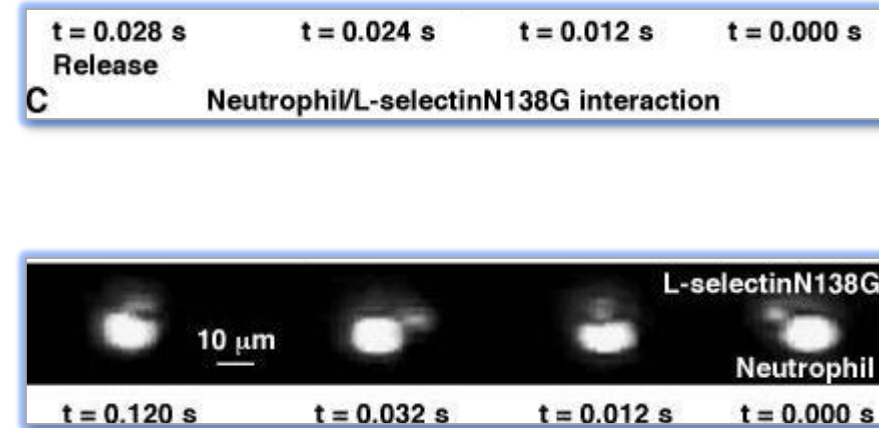 t = 0.028 s t = 0.024 s t = 0.012 s t = 0.000 s
Release
C Neutrophil/L-selectinN138G interaction
L-selectinN138G
10 μm
Neutrophil
t = 0.120 s t = 0.032 s t = 0.012 s t = 0.000 s